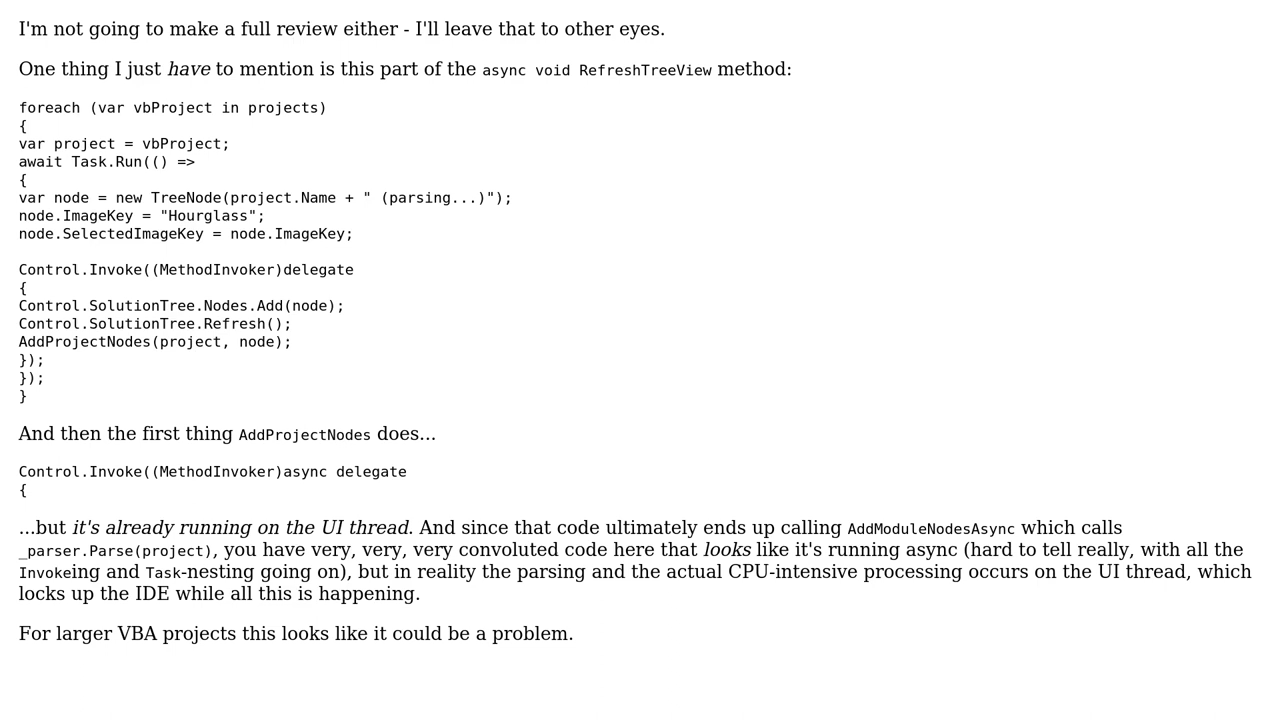 I'm not going to make a full review either - I'll leave that to other eyes.
One thing I just have to mention is this part of the async void RefreshTreeView method:
foreach (var vbProject in projects)
{
var project = vbProject;
await Task.Run(() =>
{
var node = new TreeNode(project.Name + " (parsing...)");
node.ImageKey = "Hourglass";
node.SelectedImageKey = node.ImageKey;
Control.Invoke((MethodInvoker)delegate
{
Control.SolutionTree.Nodes.Add(node);
Control.SolutionTree.Refresh();
AddProjectNodes(project, node);
});
});
}
And then the first thing AddProjectNodes does...
Control.Invoke((MethodInvoker)async delegate
{
...but it's already running on the UI thread. And since that code ultimately ends up calling AddModuleNodesAsync which calls
_parser.Parse(project), you have very, very, very convoluted code here that looks like it's running async (hard to tell really, with all the
Invokeing and Task-nesting going on), but in reality the parsing and the actual CPU-intensive processing occurs on the UI thread, which
locks up the IDE while all this is happening.
For larger VBA projects this looks like it could be a problem.